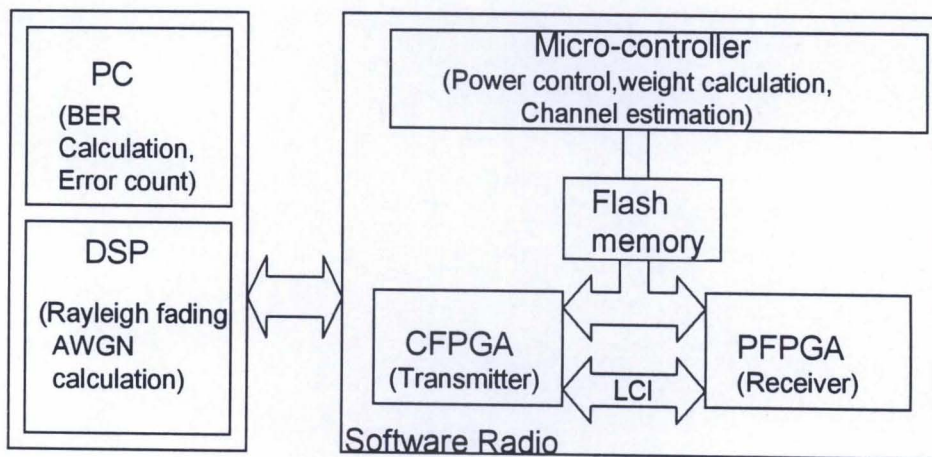 PC
(BER
Calculation,
Error count)
DSP
(Rayleigh fading
AWGN
calculation)
Micro-controller
(Power control,weight calculation,
Channel estimation)
Flash
memory
CFPGA
(Transmitter)
LCI
PFPGA
(Receiver)
Software Radio